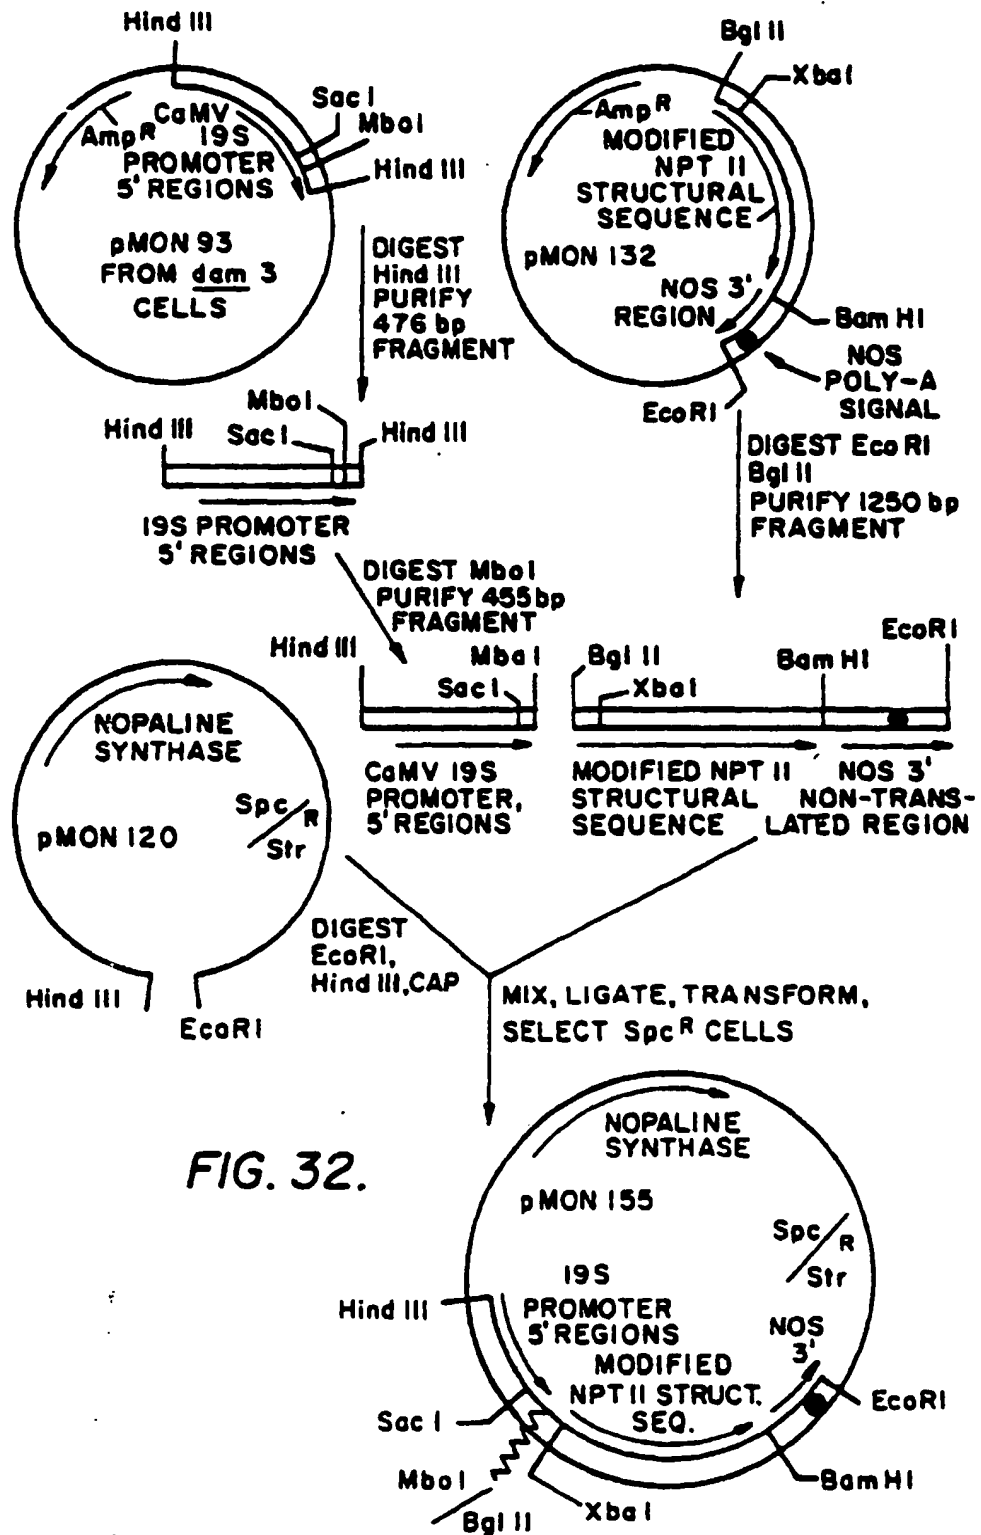 Hind III
Sac I
Mbo I
Hind III
Amp R
CaMV
19S
PROMOTER
5' REGIONS
pMON 93
FROM dam 3
CELLS
DIGEST
Hind III
PURIFY
476 bp
FRAGMENT
Bgl II
Xba I
Amp R
MODIFIED
NPT II
STRUCTURAL
SEQUENCE
pMON 132
NOS 3'
REGION
Bam HI
NOS
POLY-A
SIGNAL
EcoRI
DIGEST Eco RI
Bgl II
PURIFY 1250 bp
FRAGMENT
Hind III
Sac I
Mbo I
Hind III
19S PROMOTER
5' REGIONS
DIGEST Mbo I
PURIFY 455 bp
FRAGMENT
Hind III
Sac I
Mba I
Bgl II
Xba I
Bam HI
EcoRI
CaMV 19S
PROMOTER,
5' REGIONS
MODIFIED NPT II
STRUCTURAL
SEQUENCE
NOS 3'
NON-TRANS-
LATED REGION
NOPALINE
SYNTHASE
pMON 120
Spc R
Str
Hind III
EcoRI
DIGEST
EcoRI,
Hind III, CAP
MIX, LIGATE, TRANSFORM,
SELECT Spc R CELLS
FIG. 32.
NOPALINE
SYNTHASE
pMON 155
Spc R
Str
Hind III
19S
PROMOTER
5' REGIONS
MODIFIED
NPT II STRUCT.
SEQ.
NOS
3'
EcoRI
Sac I
Mbo I
Bgl II
Xba I
Bam HI